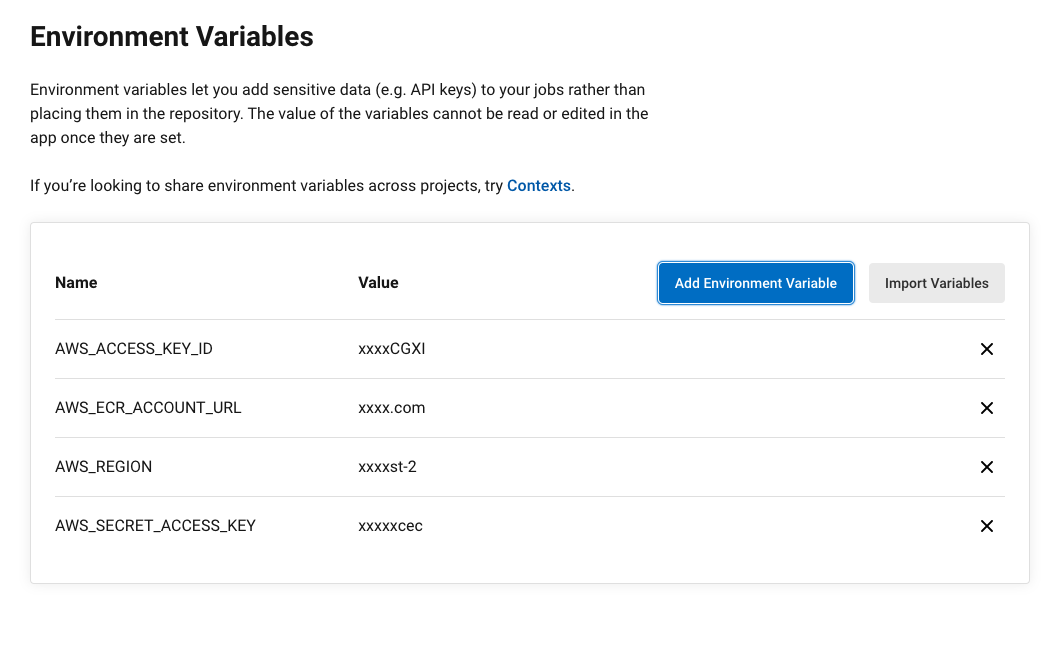 Environment Variables
Environment variables let you add sensitive data (e.g. API keys) to your jobs rather than
placing them in the repository. The value of the variables cannot be read or edited in the
app once they are set.
If you’re looking to share environment variables across projects, try Contexts.
Name Value Add Environment Variable Import Variables
AWS_ACCESS_KEY_ID xxxxCGXI
AWS_ECR_ACCOUNT_URL xxxx.com
AWS_REGION xxxxst-2
AWS_SECRET_ACCESS_KEY xxxxxcec